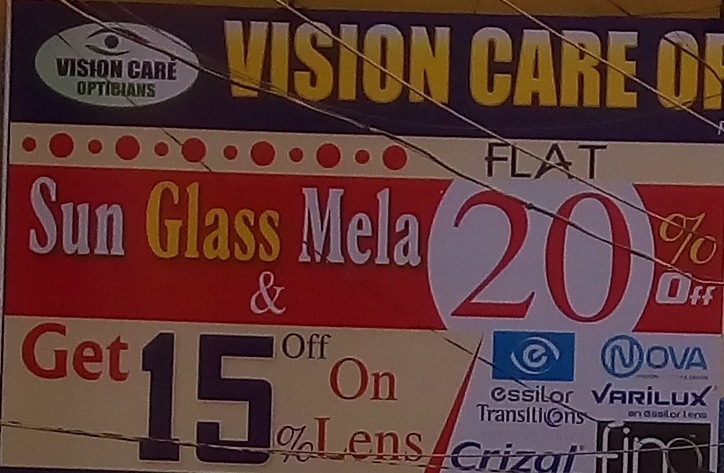 VISION CARE
OPTICIANS
VISION CARE
FLAT
Sun Glass Mela
&
20% Off
Get 15% Off On Lens
essilor
NOVA
VARILUX
an essilor lens
Transitions
Crizal